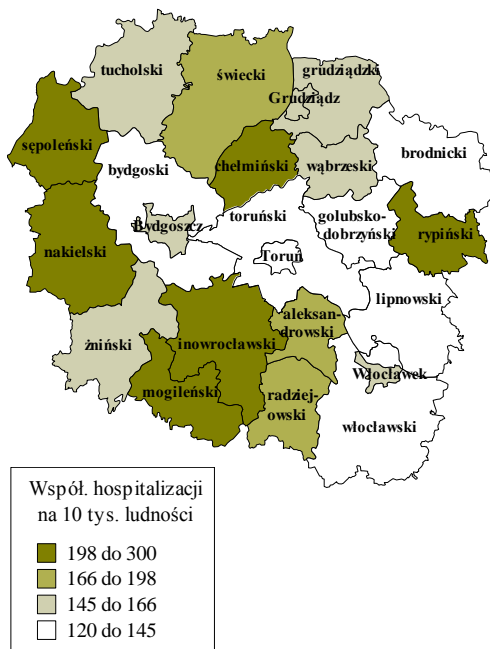 tucholski
świecki
grudziądzki
Grudziądz
sępoleński
bydgoski
chełmiński
wąbrzeski
brodnicki
Bydgoszcz
toruński
golubsko-
dobrzyński
rypiński
nakielski
Toruń
lipnowski
aleksan-
drowski
żniński
inowrocławski
Włocławek
mogileński
radziej-
owski
włocławski
Współ. hospitalizacji
na 10 tys. ludności
198 do 300
166 do 198
145 do 166
120 do 145